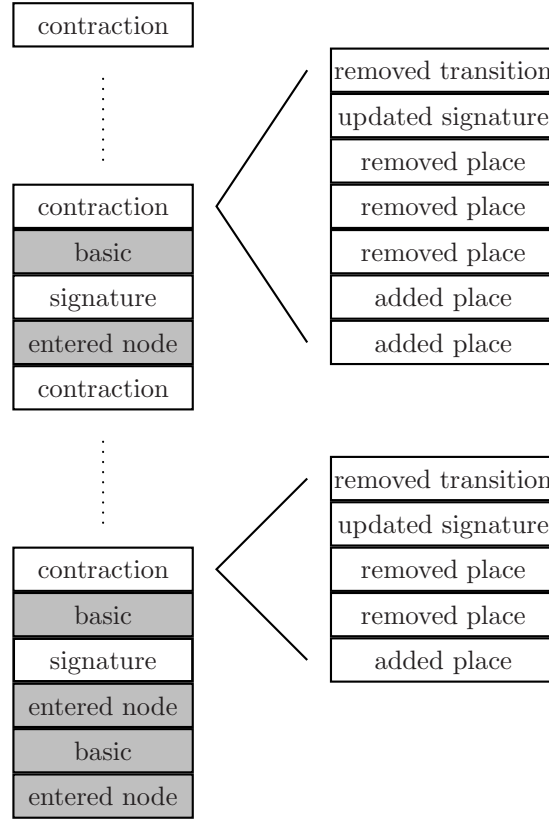 contraction
contraction
basic
signature
entered node
contraction
contraction
basic
signature
entered node
basic
entered node
removed transition
updated signature
removed place
removed place
removed place
added place
added place
removed transition
updated signature
removed place
removed place
added place